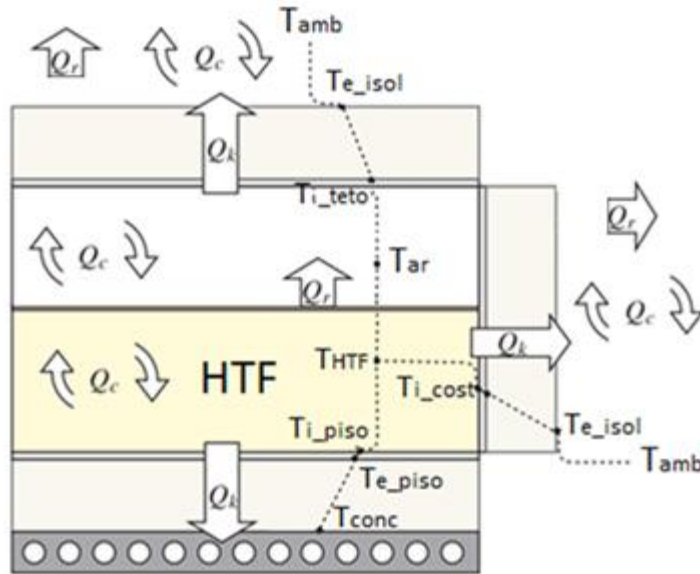 Tamb
Qr
Qc
Te_isol
Qk
Ti_teto
Qr
Qc
Tar
Qr
Qc
THTF
Qk
Qc
HTF
Ti_cost
Ti_piso
Te_isol
Te_piso
Tamb
Qk
Tconc